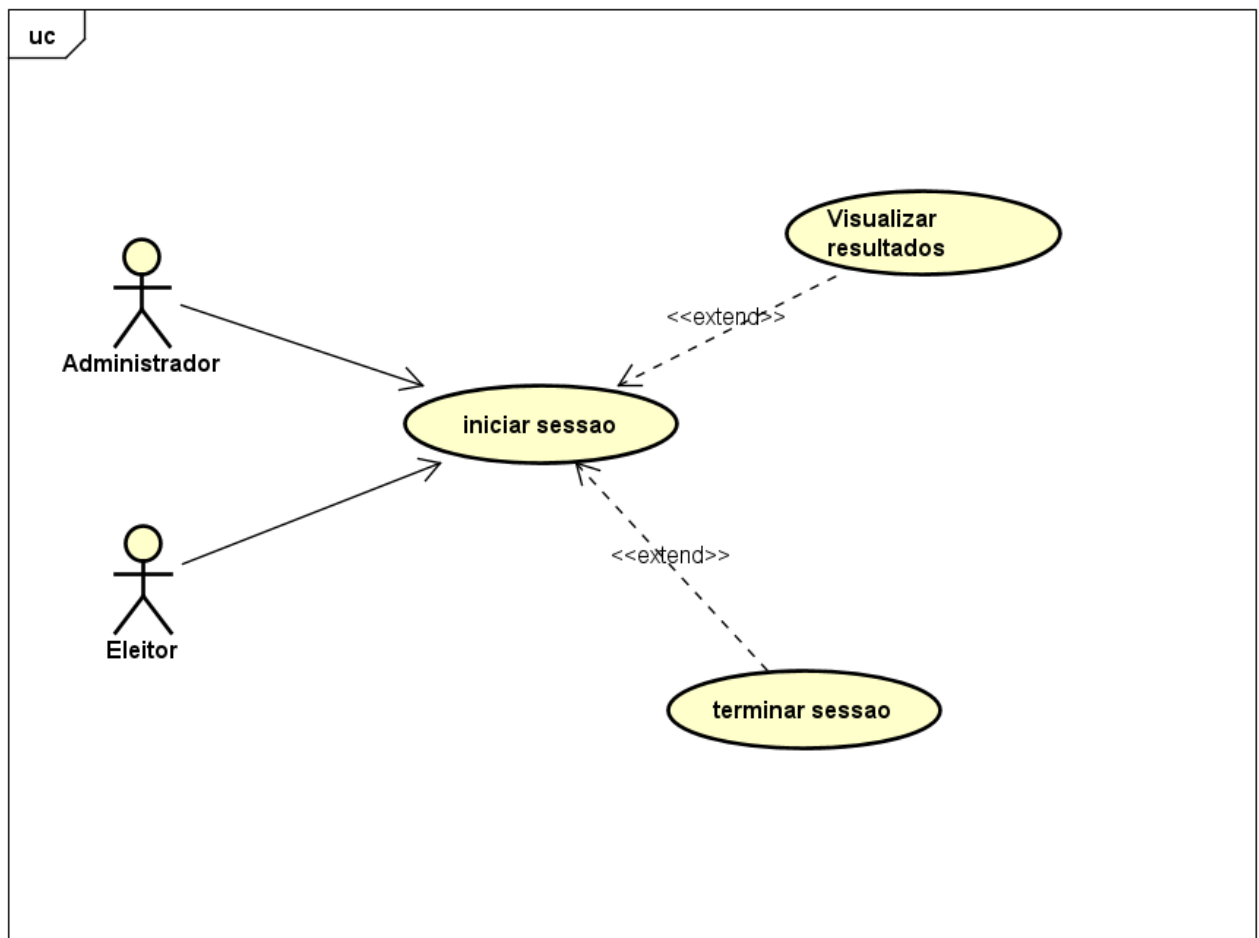 uc
Visualizar
resultados
<<extend>>
Administrador
iniciar sessao
<<extend>>
Eleitor
terminar sessao